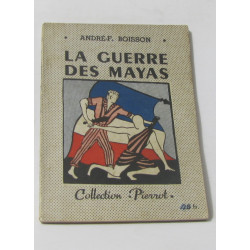 ANDRÉ-F. BOISSON
LA GUERRE
DES MAYAS
Collection "Pierrot"